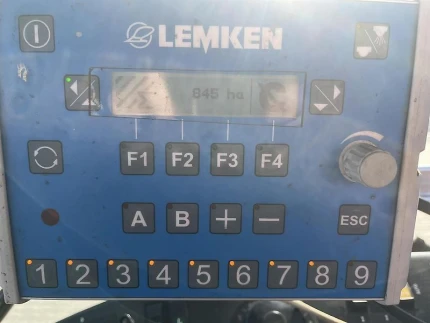 LEMKEN
845 ha
F1 F2 F3 F4
A B + − ESC
1 2 3 4 5 6 7 8 9